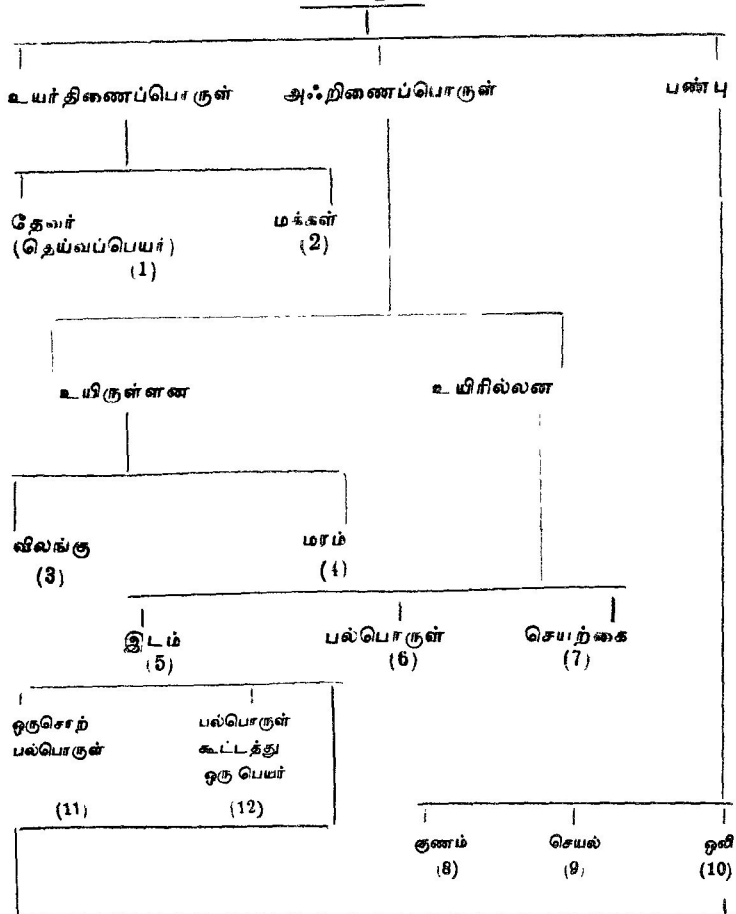 உயர்திணைப்பொருள் அஃறிணைப்பொருள் பண்பு
தேவர் மக்கள்
(தெய்வப்பெயர்) (2)
(1)
உயிருள்ளன உயிரில்லன
விலங்கு மரம்
(3) (4)
இடம் பல்பொருள் செயற்கை
(5) (6) (7)
ஒருசொற் பல்பொருள்
பல்பொருள் கூட்டத்து
ஒரு பெயர்
(11) (12)
குணம் செயல் ஒலி
(8) (9) (10)